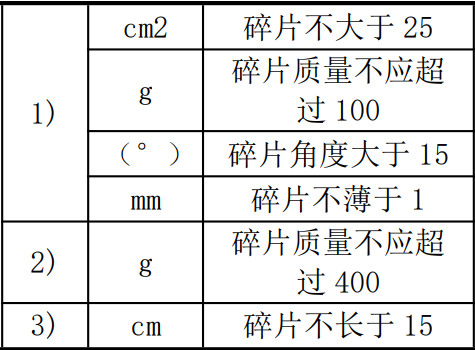 1)
cm2
碎片不大于 25
g
碎片质量不应超
过 100
（° ）
碎片角度大于 15
mm
碎片不薄于 1
2)
g
碎片质量不应超
过 400
3)
cm
碎片不长于 15